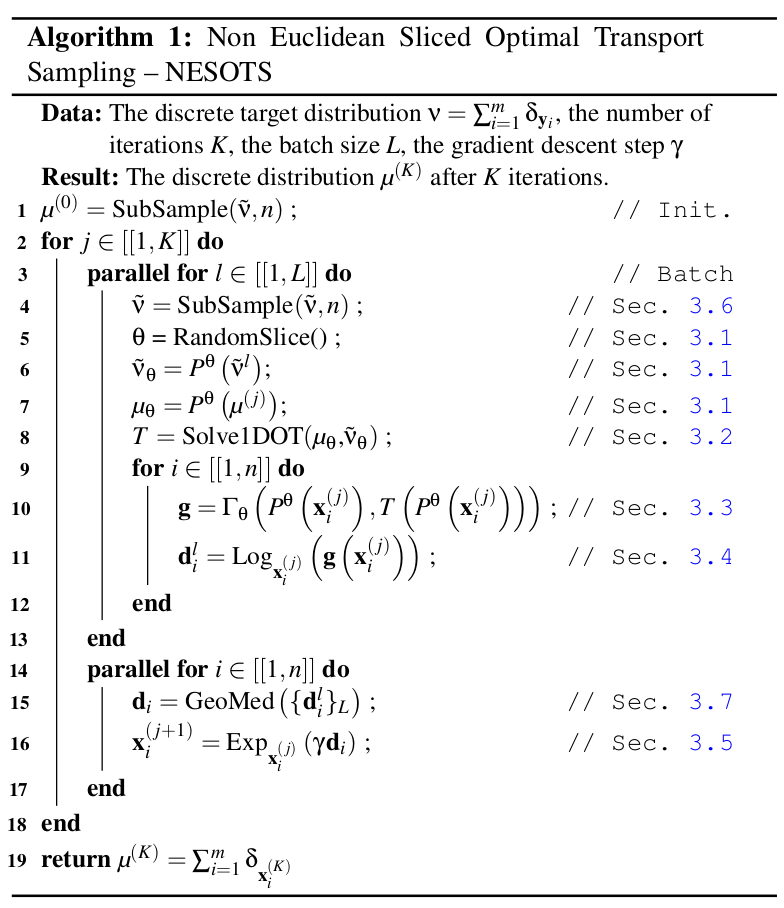 Algorithm 1: Non Euclidean Sliced Optimal Transport
Sampling – NESOTS
Data: The discrete target distribution ν = ∑_{i=1}^{m} δ_{y_i}, the number of
iterations K, the batch size L, the gradient descent step γ
Result: The discrete distribution μ^{(K)} after K iterations.
1 μ^{(0)} = SubSample(ν̃, n) ; // Init.
2 for j ∈ [[1, K]] do
3 parallel for l ∈ [[1, L]] do // Batch
4 ν̃ = SubSample(ν̃, n) ; // Sec. 3.6
5 θ = RandomSlice() ; // Sec. 3.1
6 ν̃_θ = P^θ (ν̃^l); // Sec. 3.1
7 μ_θ = P^θ (μ^{(j)}); // Sec. 3.1
8 T = Solve1DOT(μ_θ,ν̃_θ) ; // Sec. 3.2
9 for i ∈ [[1, n]] do
10 g = Γ_θ (P^θ (x_i^{(j)}), T (P^θ (x_i^{(j)}))) ; // Sec. 3.3
11 d_i^l = Log_{x_i^{(j)}} (g (x_i^{(j)})) ; // Sec. 3.4
12 end
13 end
14 parallel for i ∈ [[1, n]] do
15 d_i = GeoMed ({d_i^l}_L) ; // Sec. 3.7
16 x_i^{(j+1)} = Exp_{x_i^{(j)}} (γd_i) ; // Sec. 3.5
17 end
18 end
19 return μ^{(K)} = ∑_{i=1}^{m} δ_{x_i^{(K)}}